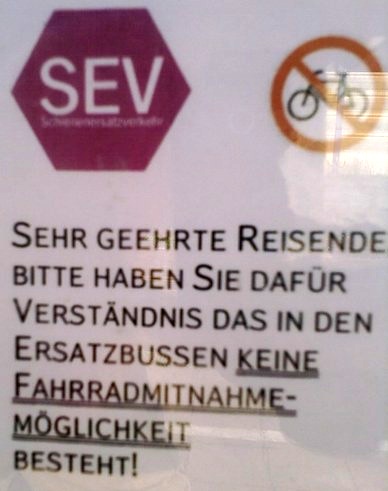 SEV
Schienenersatzverkehr
SEHR GEEHRTE REISENDE
BITTE HABEN SIE DAFÜR
VERSTÄNDNIS DAS IN DEN
ERSATZBUSSEN KEINE
FAHRRADMITNAHME-
MÖGLICHKEIT
BESTEHT!